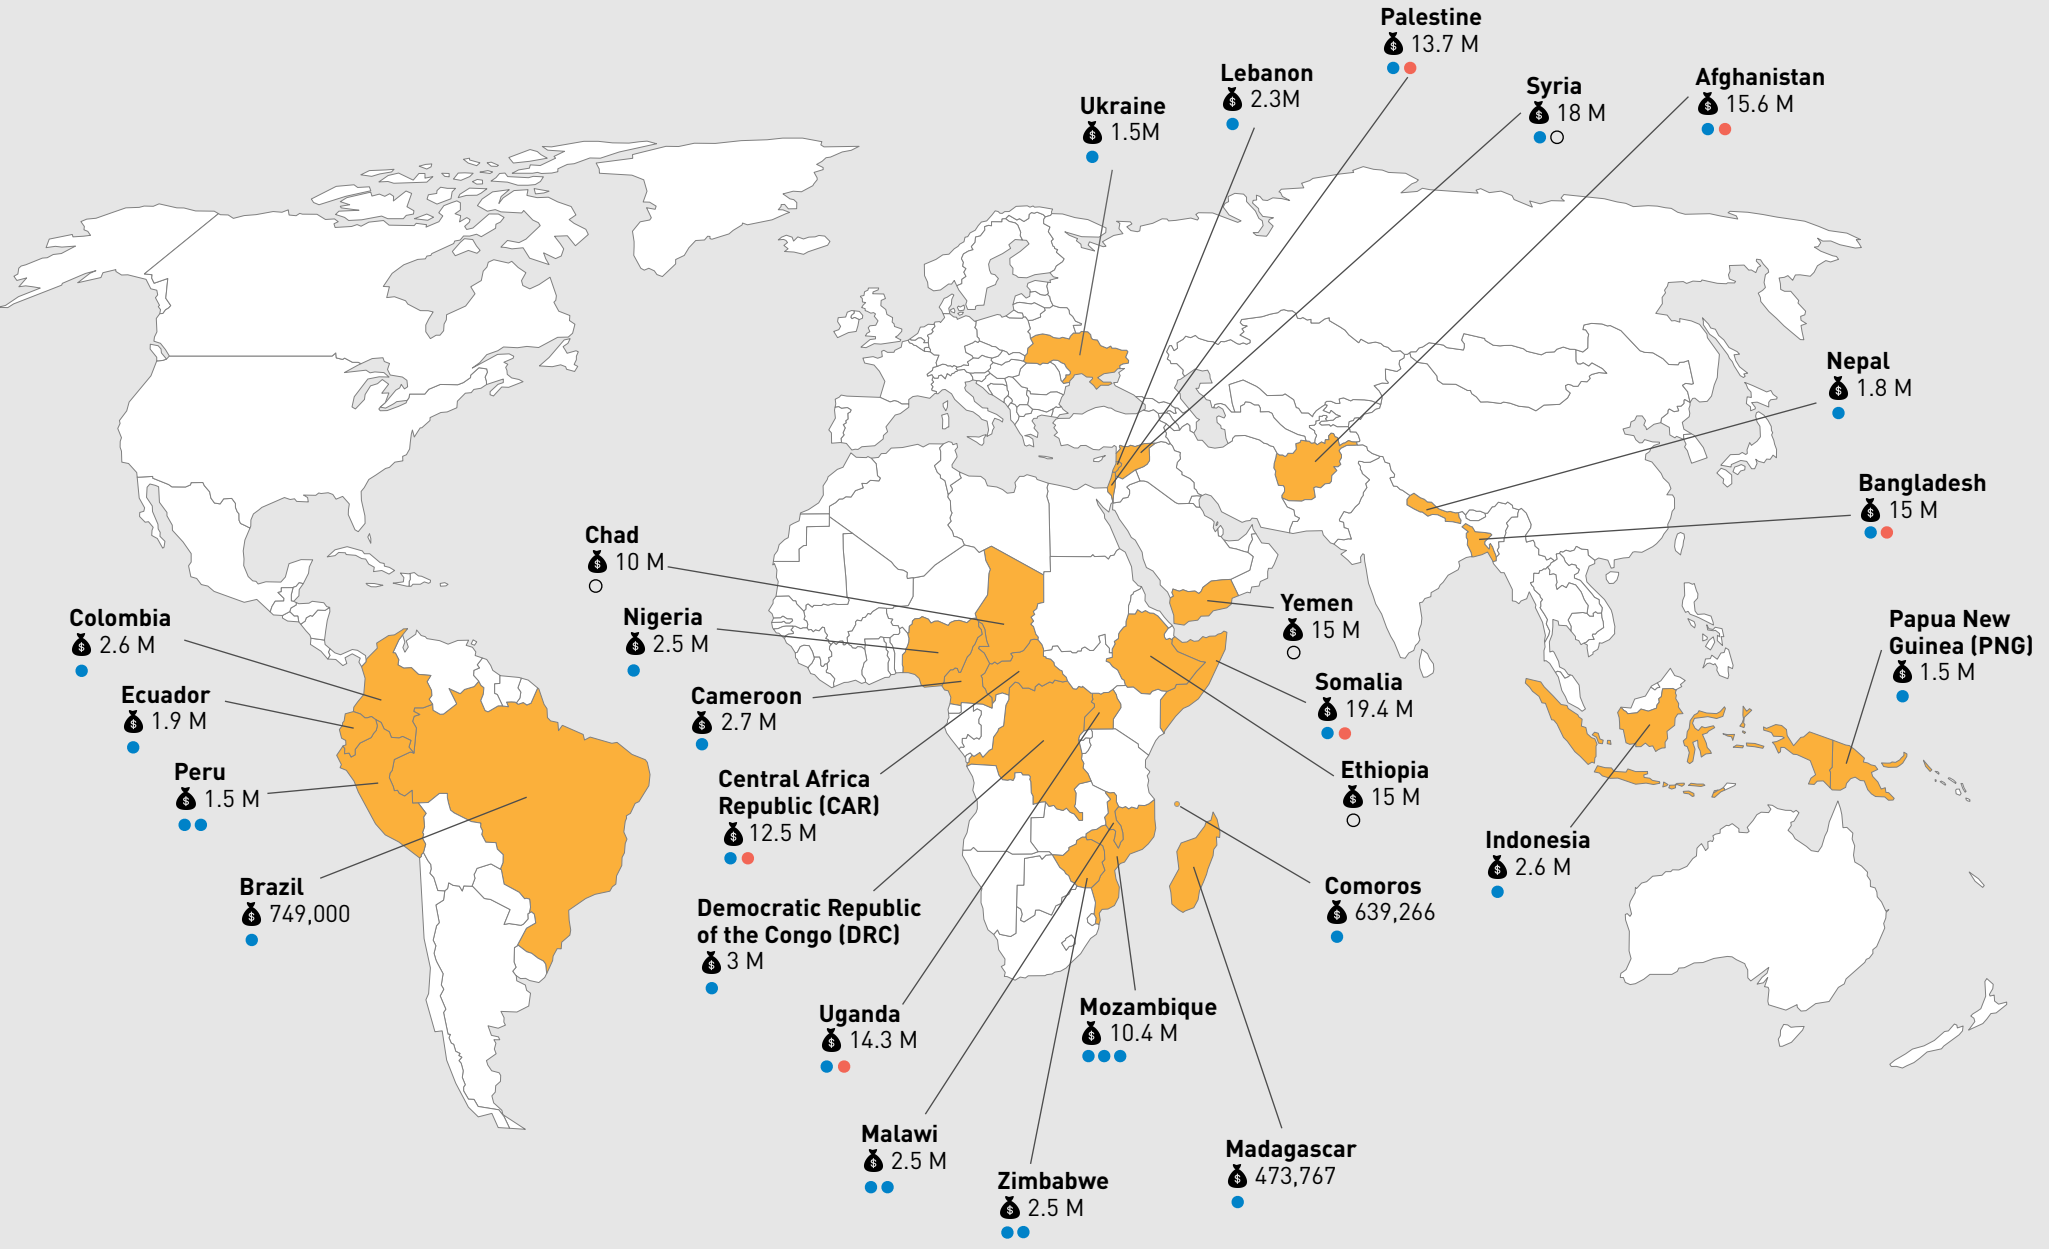 Palestine
$ 13.7 M
Lebanon
$ 2.3M
Ukraine
$ 1.5M
Syria
$ 18 M
Afghanistan
$ 15.6 M
Nepal
$ 1.8 M
Bangladesh
$ 15 M
Chad
$ 10 M
Nigeria
$ 2.5 M
Colombia
$ 2.6 M
Ecuador
$ 1.9 M
Peru
$ 1.5 M
Brazil
$ 749,000
Cameroon
$ 2.7 M
Central Africa
Republic (CAR)
$ 12.5 M
Democratic Republic
of the Congo (DRC)
$ 3 M
Uganda
$ 14.3 M
Malawi
$ 2.5 M
Zimbabwe
$ 2.5 M
Mozambique
$ 10.4 M
Madagascar
$ 473,767
Comoros
$ 639,266
Yemen
$ 15 M
Somalia
$ 19.4 M
Ethiopia
$ 15 M
Indonesia
$ 2.6 M
Papua New
Guinea (PNG)
$ 1.5 M